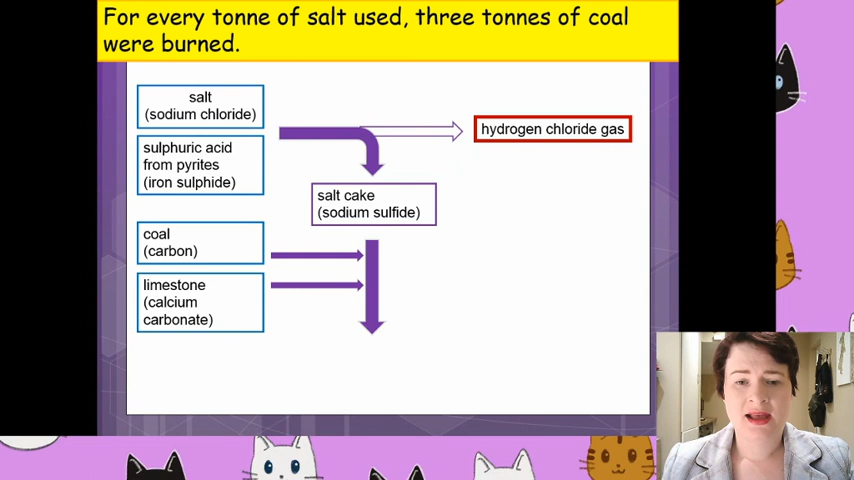 For every tonne of salt used, three tonnes of coal
were burned.
salt
(sodium chloride)
hydrogen chloride gas
sulphuric acid
from pyrites
(iron sulphide)
salt cake
(sodium sulfide)
coal
(carbon)
limestone
(calcium
carbonate)